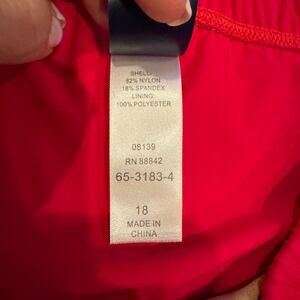 SHELL:
82% NYLON
18% SPANDEX
LINING:
100% POLYESTER
08139
RN 88842
65-3183-4
18
MADE IN
CHINA